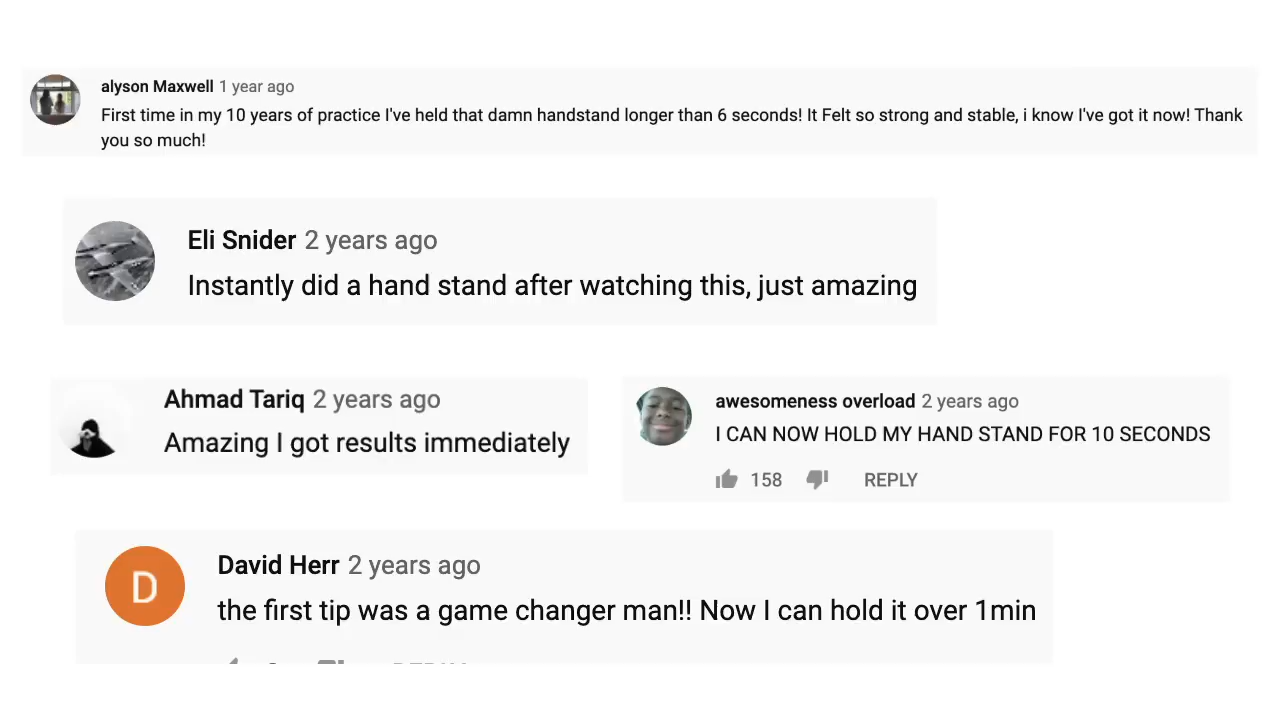 alyson Maxwell 1 year ago
First time in my 10 years of practice I've held that damn handstand longer than 6 seconds! It Felt so strong and stable, i know I've got it now! Thank
you so much!
Eli Snider 2 years ago
Instantly did a hand stand after watching this, just amazing
Ahmad Tariq 2 years ago
Amazing I got results immediately
awesomeness overload 2 years ago
I CAN NOW HOLD MY HAND STAND FOR 10 SECONDS
158 REPLY
D
David Herr 2 years ago
the first tip was a game changer man!! Now I can hold it over 1min